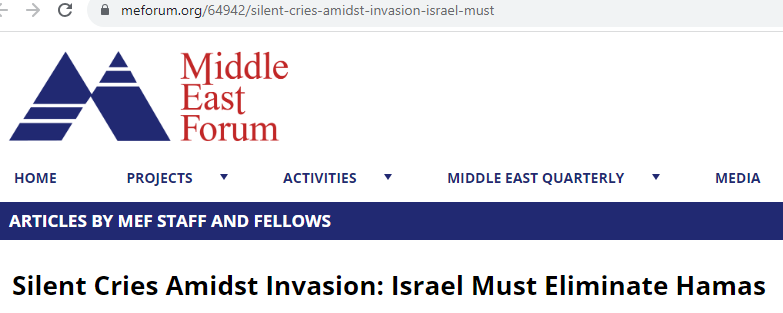 meforum.org/64942/silent-cries-amidst-invasion-israel-must
Middle
East
Forum
HOME PROJECTS ACTIVITIES MIDDLE EAST QUARTERLY MEDIA
ARTICLES BY MEF STAFF AND FELLOWS
Silent Cries Amidst Invasion: Israel Must Eliminate Hamas